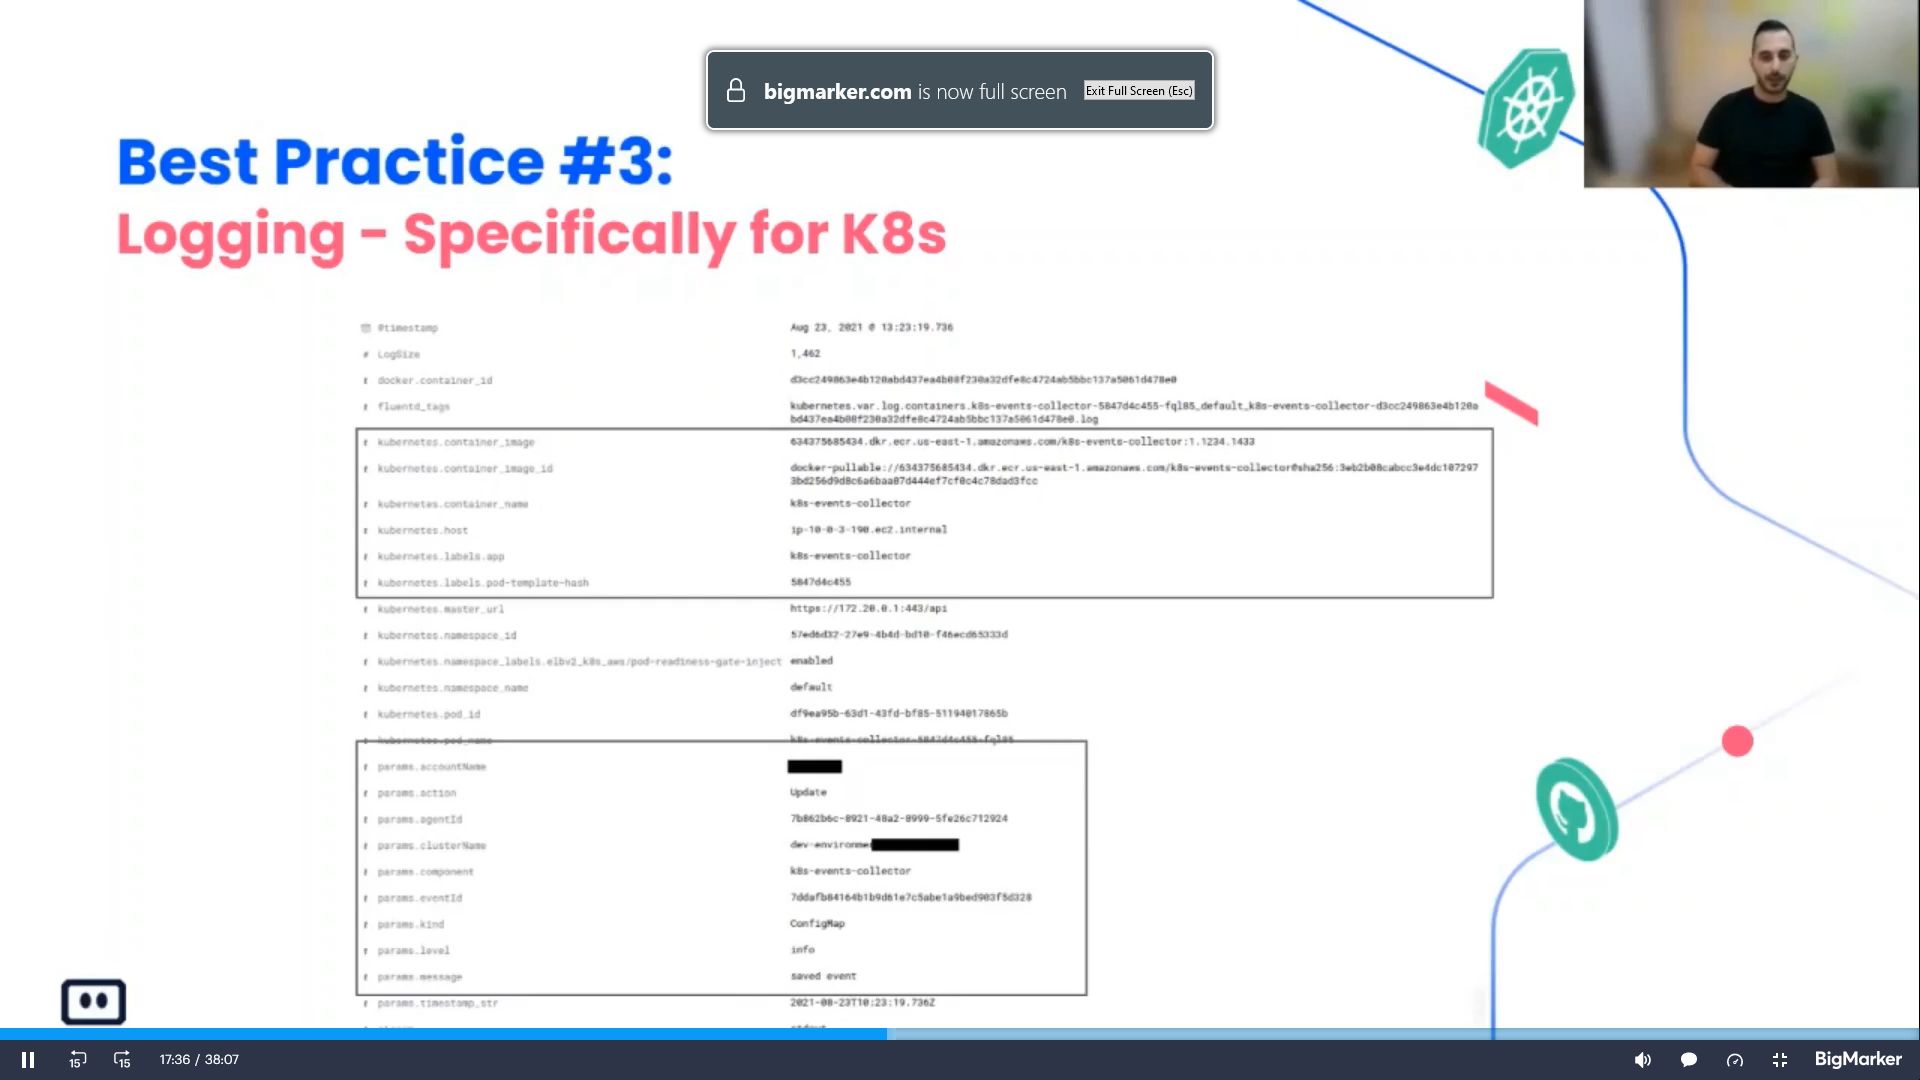 bigmarker.com is now full screen Exit Full Screen (Esc)
Best Practice #3:
Logging - Specifically for K8s
@timestamp Aug 23, 2021 @ 13:23:19.736
# LogSize 1,462
t docker.container_id d3cc249863e4b120abd437ea4b08f230a32dfe8c4724ab5bbc137a5061d478e0
t fluentd_tags kubernetes.var.log.containers.k8s-events-collector-5847d4c455-fql85_default_k8s-events-collector-d3cc249863e4b120a
bd437ea4b08f230a32dfe8c4724ab5bbc137a5061d478e0.log
t kubernetes.container_image 634375685434.dkr.ecr.us-east-1.amazonaws.com/k8s-events-collector:1.1234.1433
t kubernetes.container_image_id docker-pullable://634375685434.dkr.ecr.us-east-1.amazonaws.com/k8s-events-collector@sha256:3eb2b08cabcc3e4dc107297
3bd256d9d8c6a6baa07d444ef7cf0c4c78dad3fcc
t kubernetes.container_name k8s-events-collector
t kubernetes.host ip-10-0-3-190.ec2.internal
t kubernetes.labels.app k8s-events-collector
t kubernetes.labels.pod-template-hash 5847d4c455
t kubernetes.master_url https://172.20.0.1:443/api
t kubernetes.namespace_id 57ed6d32-27e9-4b4d-bd10-f46ecd65333d
t kubernetes.namespace_labels.elbv2_k8s_aws/pod-readiness-gate-inject enabled
t kubernetes.namespace_name default
t kubernetes.pod_id df9ea95b-63d1-43fd-bf85-51194017865b
t kubernetes.pod_name k8s-events-collector-5847d4c455-fql85
t params.accountName
t params.action Update
t params.agentId 7b862b6c-8921-48a2-8999-5fe26c712924
t params.clusterName dev-environme
t params.component k8s-events-collector
t params.eventId 7ddafb84164b1b9d61e7c5abe1a9bed903f5d328
t params.kind ConfigMap
t params.level info
t params.message saved event
t params.timestamp_str 2021-08-23T10:23:19.736Z
15 15 17:36 / 38:07 BigMarker